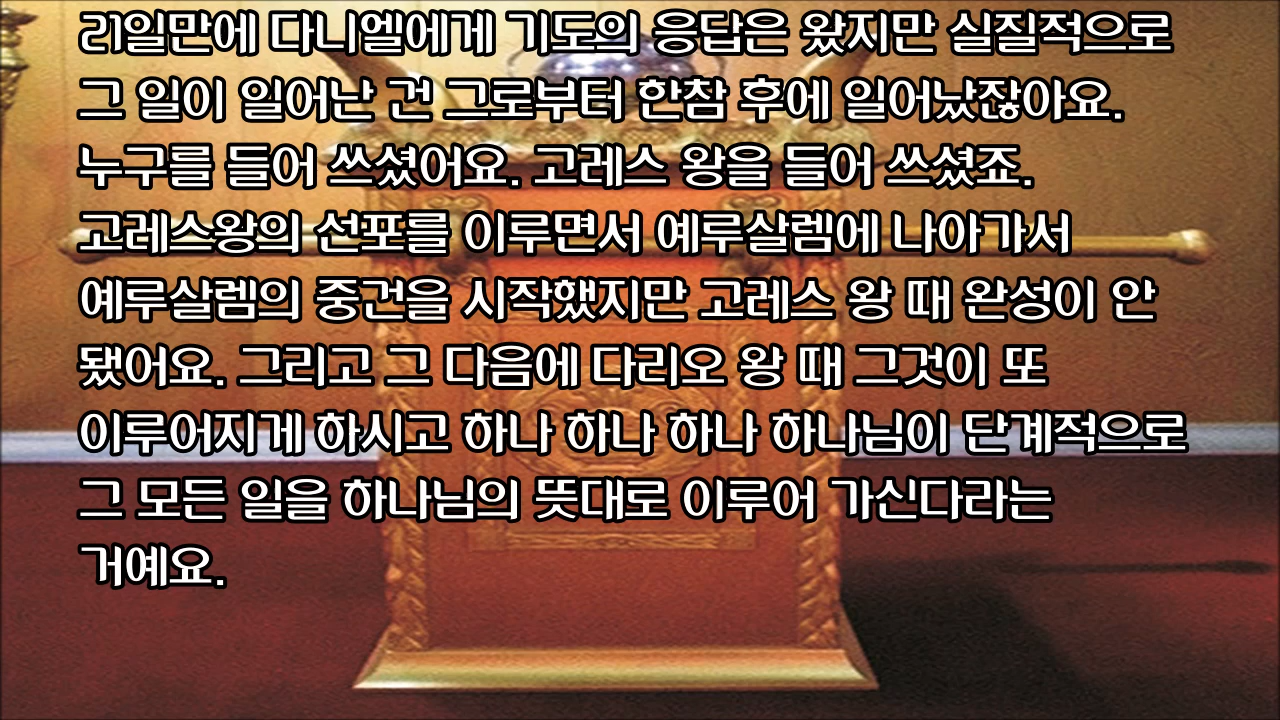 21일만에 다니엘에게 기도의 응답은 왔지만 실질적으로
그 일이 일어난 건 그로부터 한참 후에 일어났잖아요.
누구를 들어 쓰셨어요. 고레스 왕을 들어 쓰셨죠.
고레스왕의 선포를 이루면서 예루살렘에 나아가서
예루살렘의 중건을 시작했지만 고레스 왕 때 완성이 안
됐어요. 그리고 그 다음에 다리오 왕 때 그것이 또
이루어지게 하시고 하나 하나 하나 하나님이 단계적으로
그 모든 일을 하나님의 뜻대로 이루어 가신다라는
거예요.